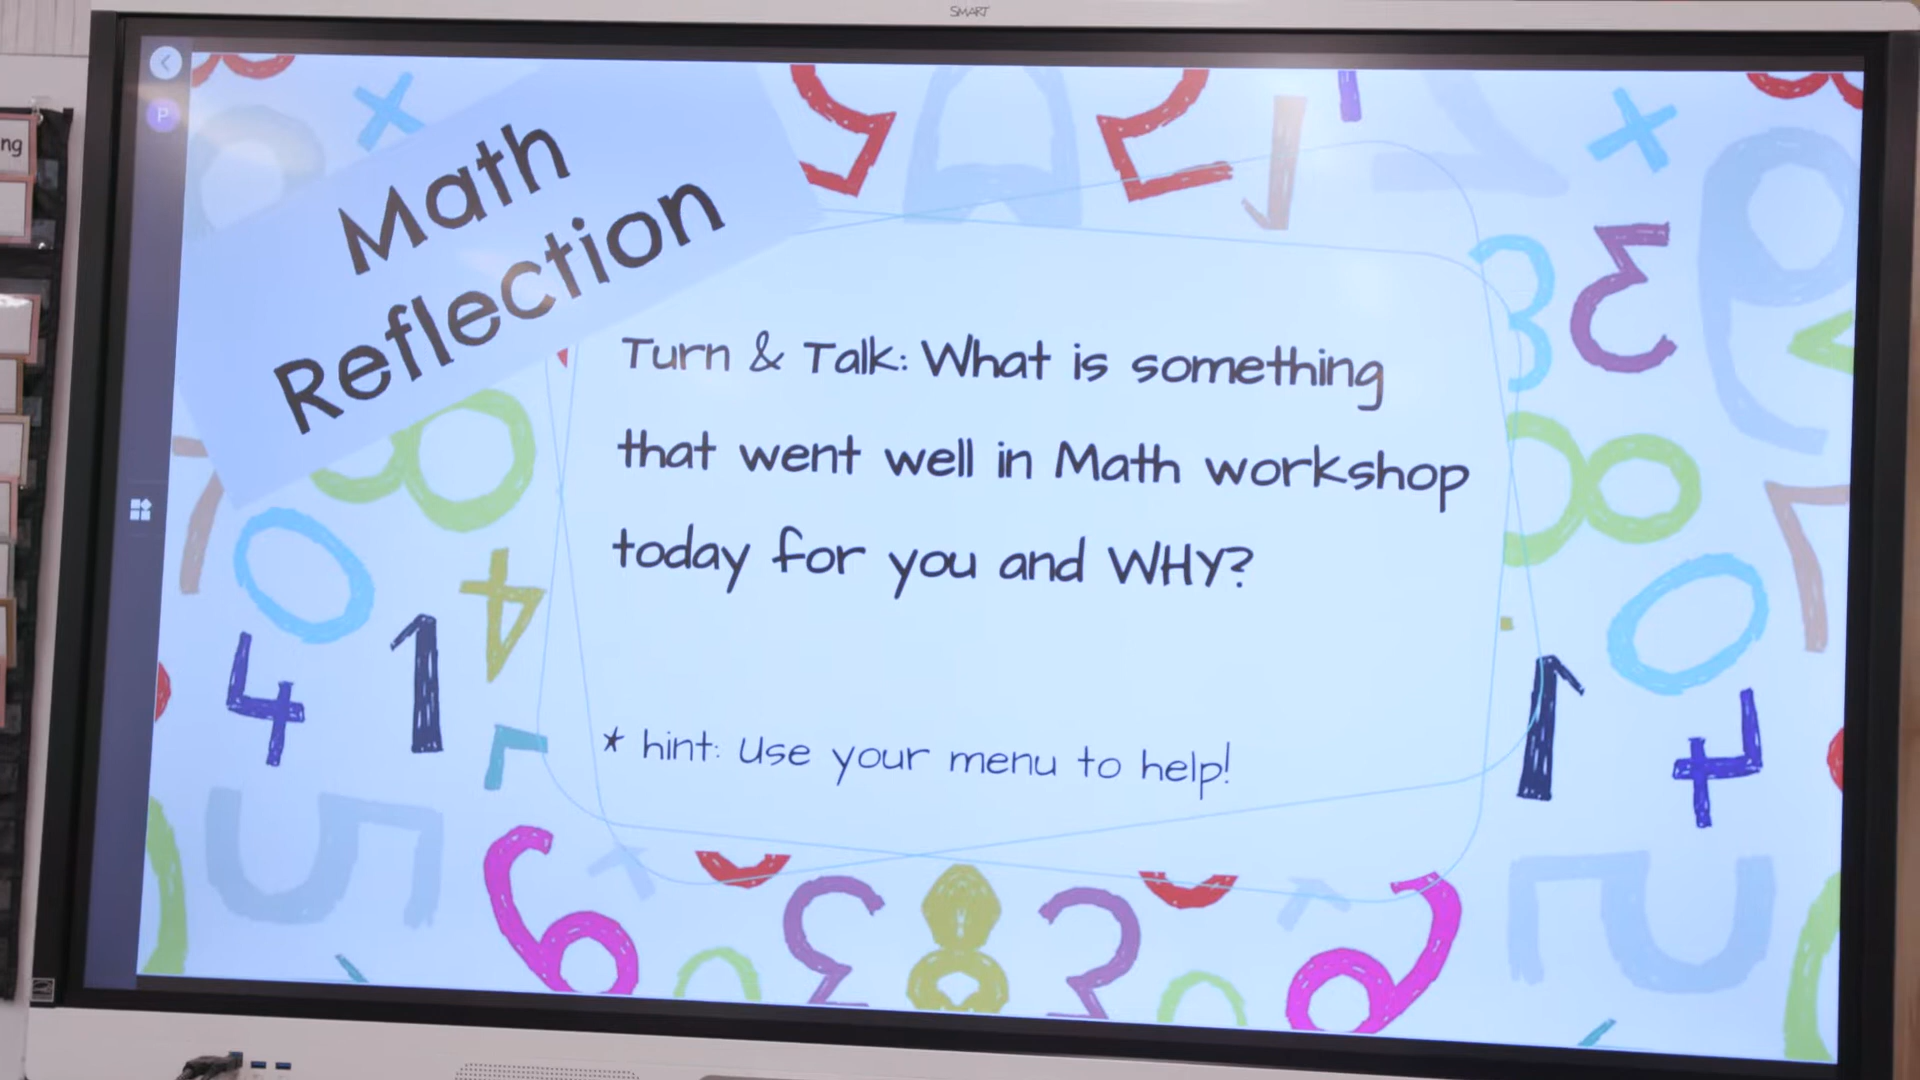 SMART
P
ng
Math
Reflection
Turn & Talk: What is something
that went well in Math workshop
today for you and WHY?
* hint: Use your menu to help!